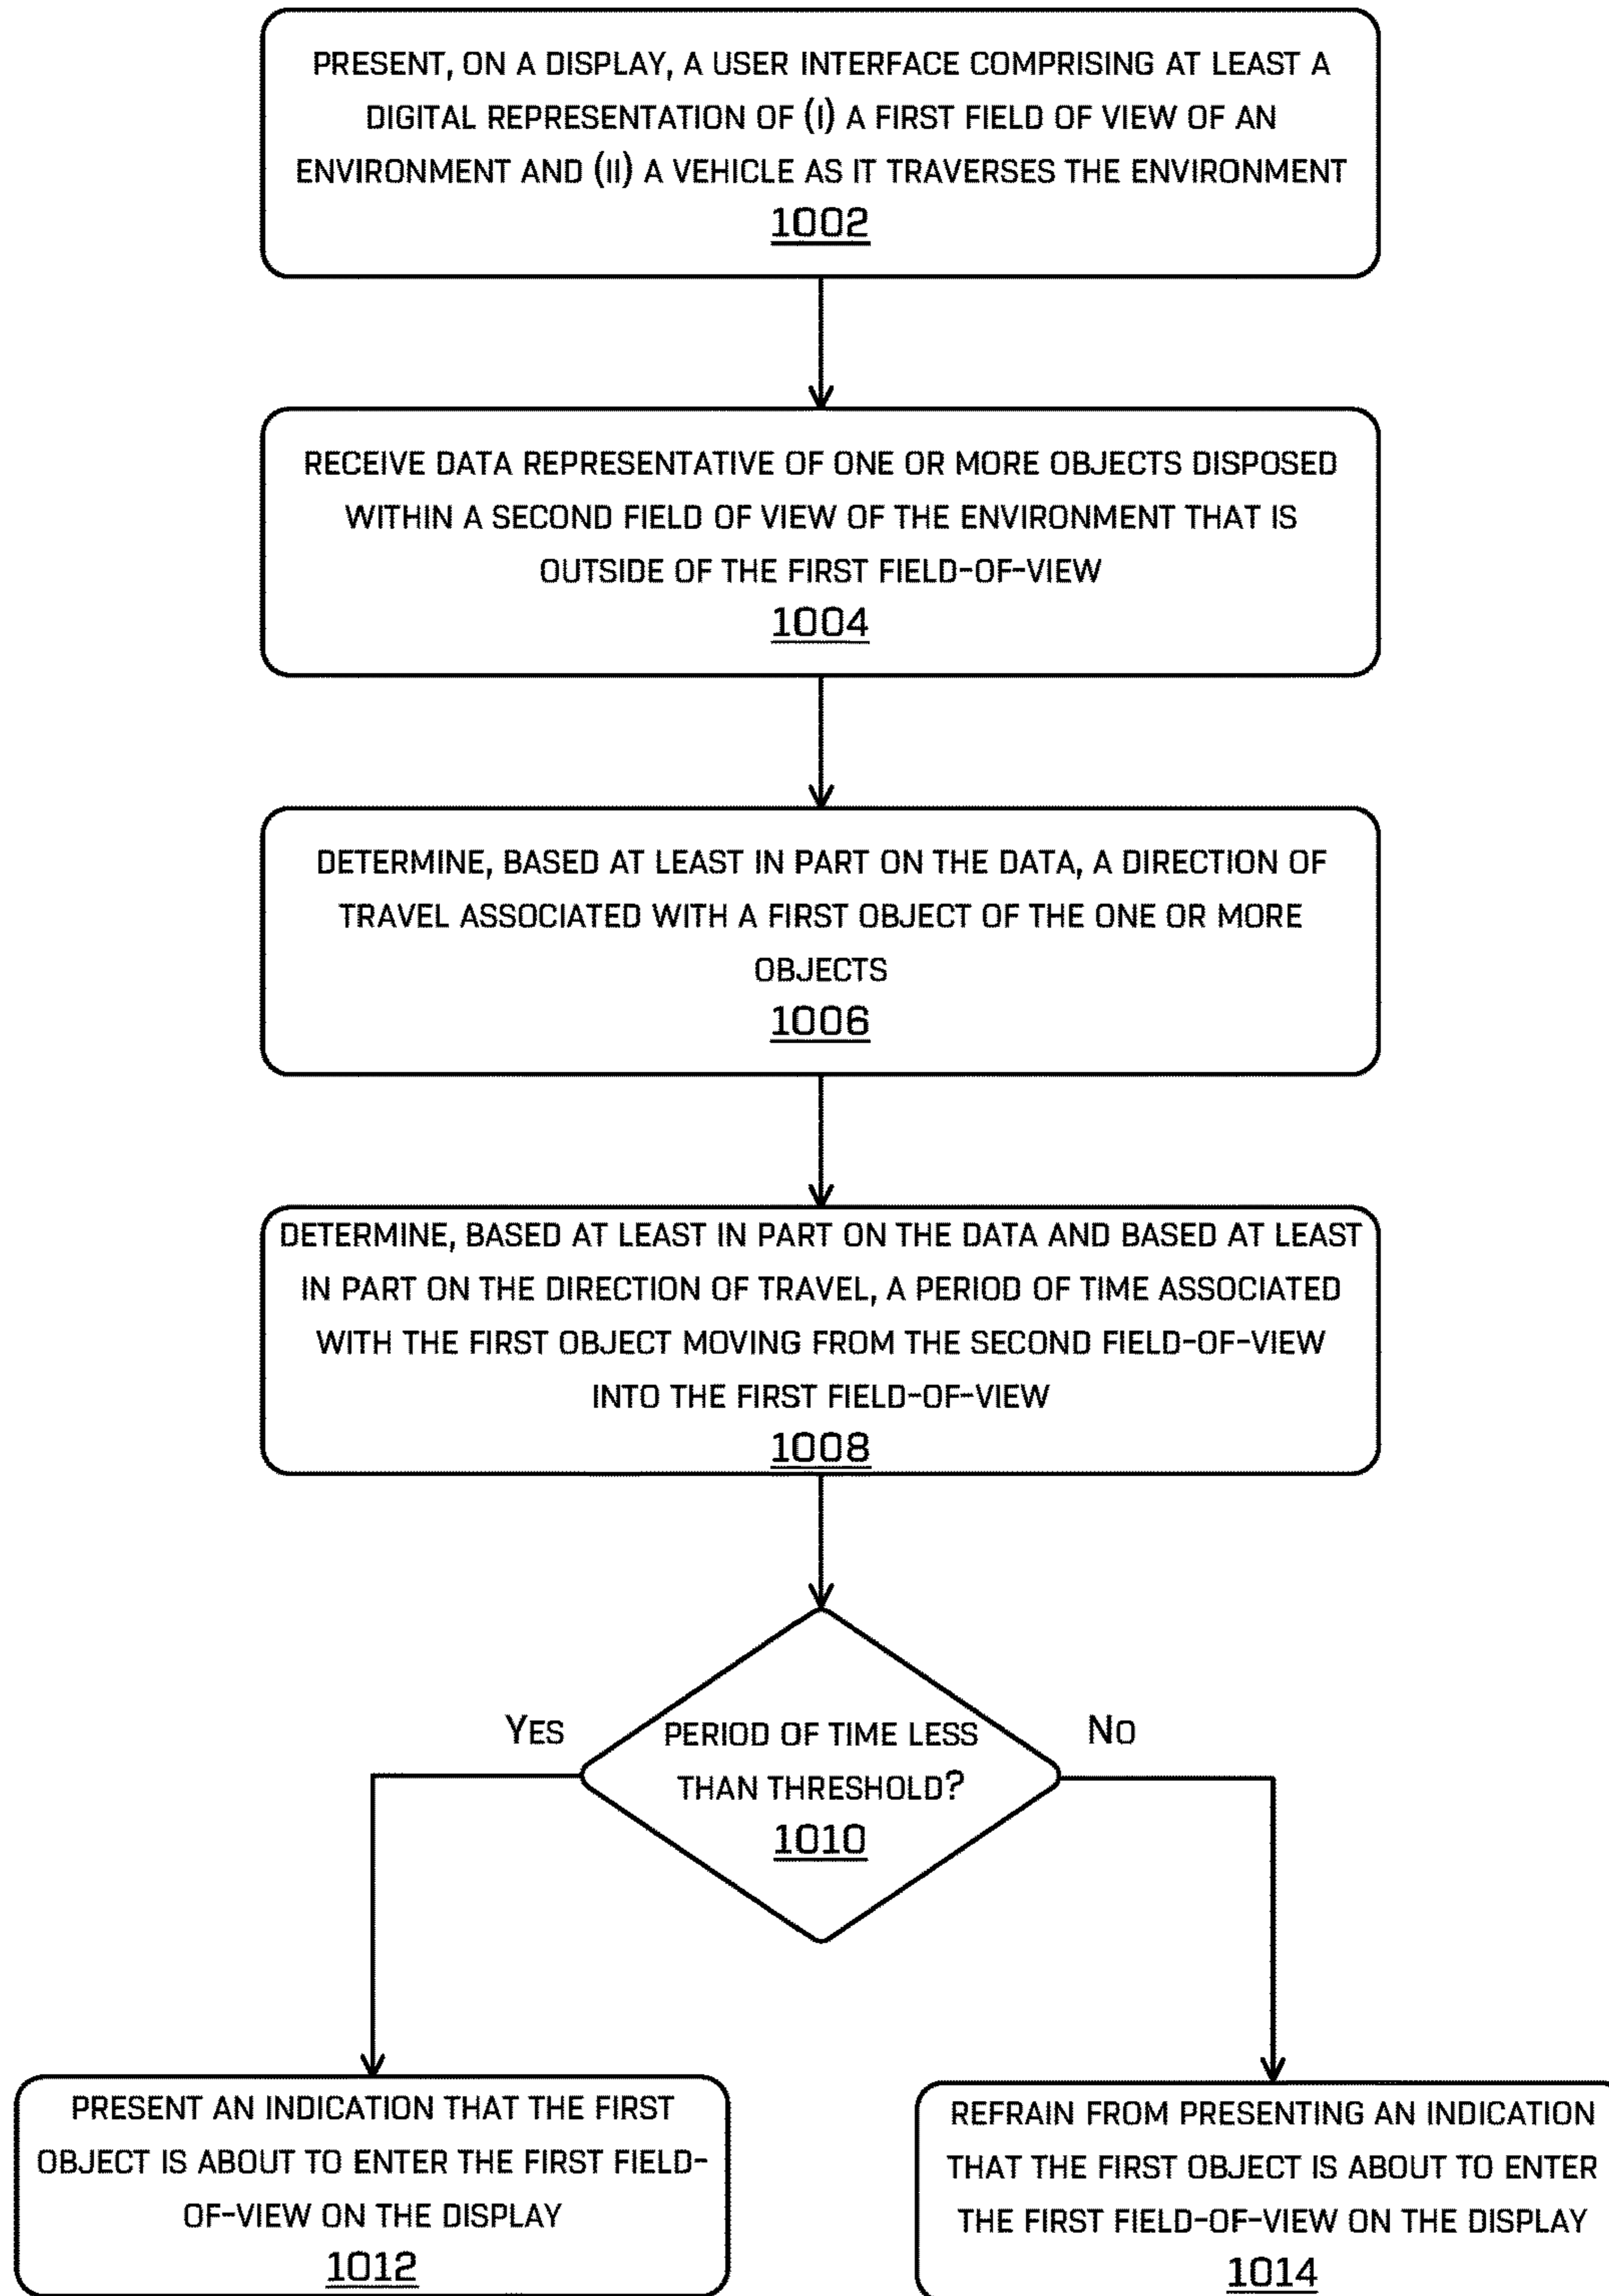 PRESENT, ON A DISPLAY, A USER INTERFACE COMPRISING AT LEAST A
DIGITAL REPRESENTATION OF (I) A FIRST FIELD OF VIEW OF AN
ENVIRONMENT AND (II) A VEHICLE AS IT TRAVERSES THE ENVIRONMENT
1002
RECEIVE DATA REPRESENTATIVE OF ONE OR MORE OBJECTS DISPOSED
WITHIN A SECOND FIELD OF VIEW OF THE ENVIRONMENT THAT IS
OUTSIDE OF THE FIRST FIELD-OF-VIEW
1004
DETERMINE, BASED AT LEAST IN PART ON THE DATA, A DIRECTION OF
TRAVEL ASSOCIATED WITH A FIRST OBJECT OF THE ONE OR MORE
OBJECTS
1006
DETERMINE, BASED AT LEAST IN PART ON THE DATA AND BASED AT LEAST
IN PART ON THE DIRECTION OF TRAVEL, A PERIOD OF TIME ASSOCIATED
WITH THE FIRST OBJECT MOVING FROM THE SECOND FIELD-OF-VIEW
INTO THE FIRST FIELD-OF-VIEW
1008
YES
NO
PERIOD OF TIME LESS
THAN THRESHOLD?
1010
PRESENT AN INDICATION THAT THE FIRST
OBJECT IS ABOUT TO ENTER THE FIRST FIELD-
OF-VIEW ON THE DISPLAY
1012
REFRAIN FROM PRESENTING AN INDICATION
THAT THE FIRST OBJECT IS ABOUT TO ENTER
THE FIRST FIELD-OF-VIEW ON THE DISPLAY
1014